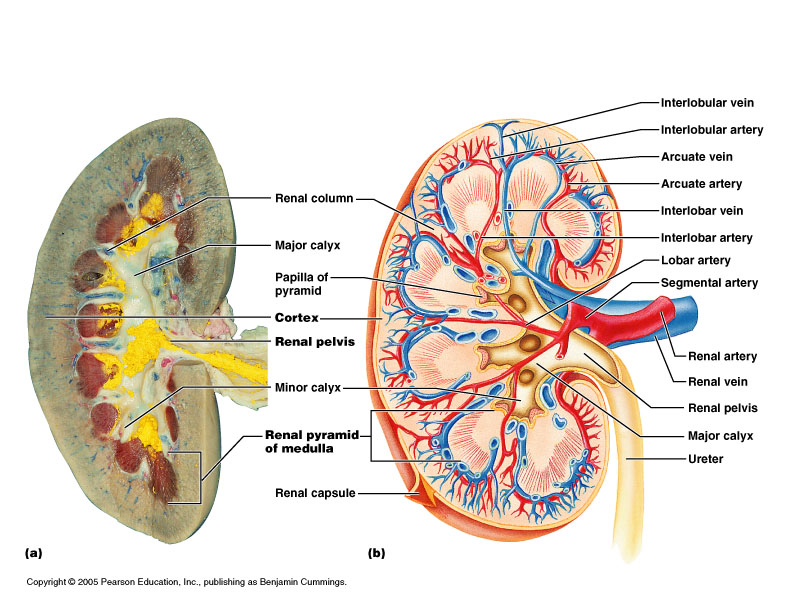 Interlobular vein
Interlobular artery
Arcuate vein
Arcuate artery
Interlobar vein
Interlobar artery
Lobar artery
Segmental artery
Renal artery
Renal vein
Renal pelvis
Major calyx
Ureter
Renal column
Major calyx
Papilla of
pyramid
Cortex
Renal pelvis
Minor calyx
Renal pyramid
of medulla
Renal capsule
(a)
(b)
Copyright © 2005 Pearson Education, Inc., publishing as Benjamin Cummings.